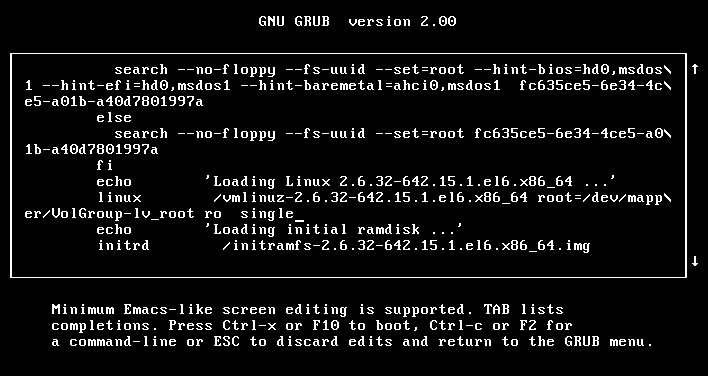 GNU GRUB  version 2.00
search --no-floppy --fs-uuid --set=root --hint-bios=hd0,msdos\
1 --hint-efi=hd0,msdos1 --hint-baremetal=ahci0,msdos1  fc635ce5-6e34-4c\
e5-a01b-a40d7801997a
else
search --no-floppy --fs-uuid --set=root fc635ce5-6e34-4ce5-a0\
1b-a40d7801997a
fi
echo        'Loading Linux 2.6.32-642.15.1.el6.x86_64 ...'
linux        /vmlinuz-2.6.32-642.15.1.el6.x86_64 root=/dev/mapp\
er/VolGroup-lv_root ro  single_
echo        'Loading initial ramdisk ...'
initrd        /initramfs-2.6.32-642.15.1.el6.x86_64.img
Minimum Emacs-like screen editing is supported. TAB lists
completions. Press Ctrl-x or F10 to boot, Ctrl-c or F2 for
a command-line or ESC to discard edits and return to the GRUB menu.